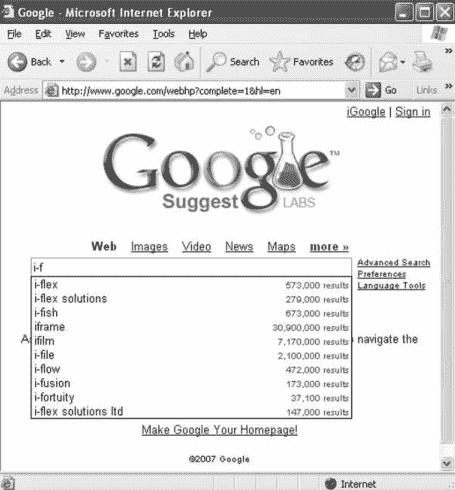 Google - Microsoft Internet Explorer
File Edit View Favorites Tools Help
Back Search Favorites
Address http://www.google.com/webhp?complete=1&hl=en Go Links
iGoogle | Sign in
Google™
Suggest LABS
Web Images Video News Maps more »
i-f
Advanced Search
Preferences
Language Tools
i-flex 573,000 results
i-flex solutions 279,000 results
i-fish 673,000 results
iframe 30,900,000 results
ifilm 7,170,000 results
navigate the
i-file 2,100,000 results
i-flow 472,000 results
i-fusion 173,000 results
i-fortuity 37,100 results
i-flex solutions ltd 147,000 results
Make Google Your Homepage!
©2007 Google
Internet